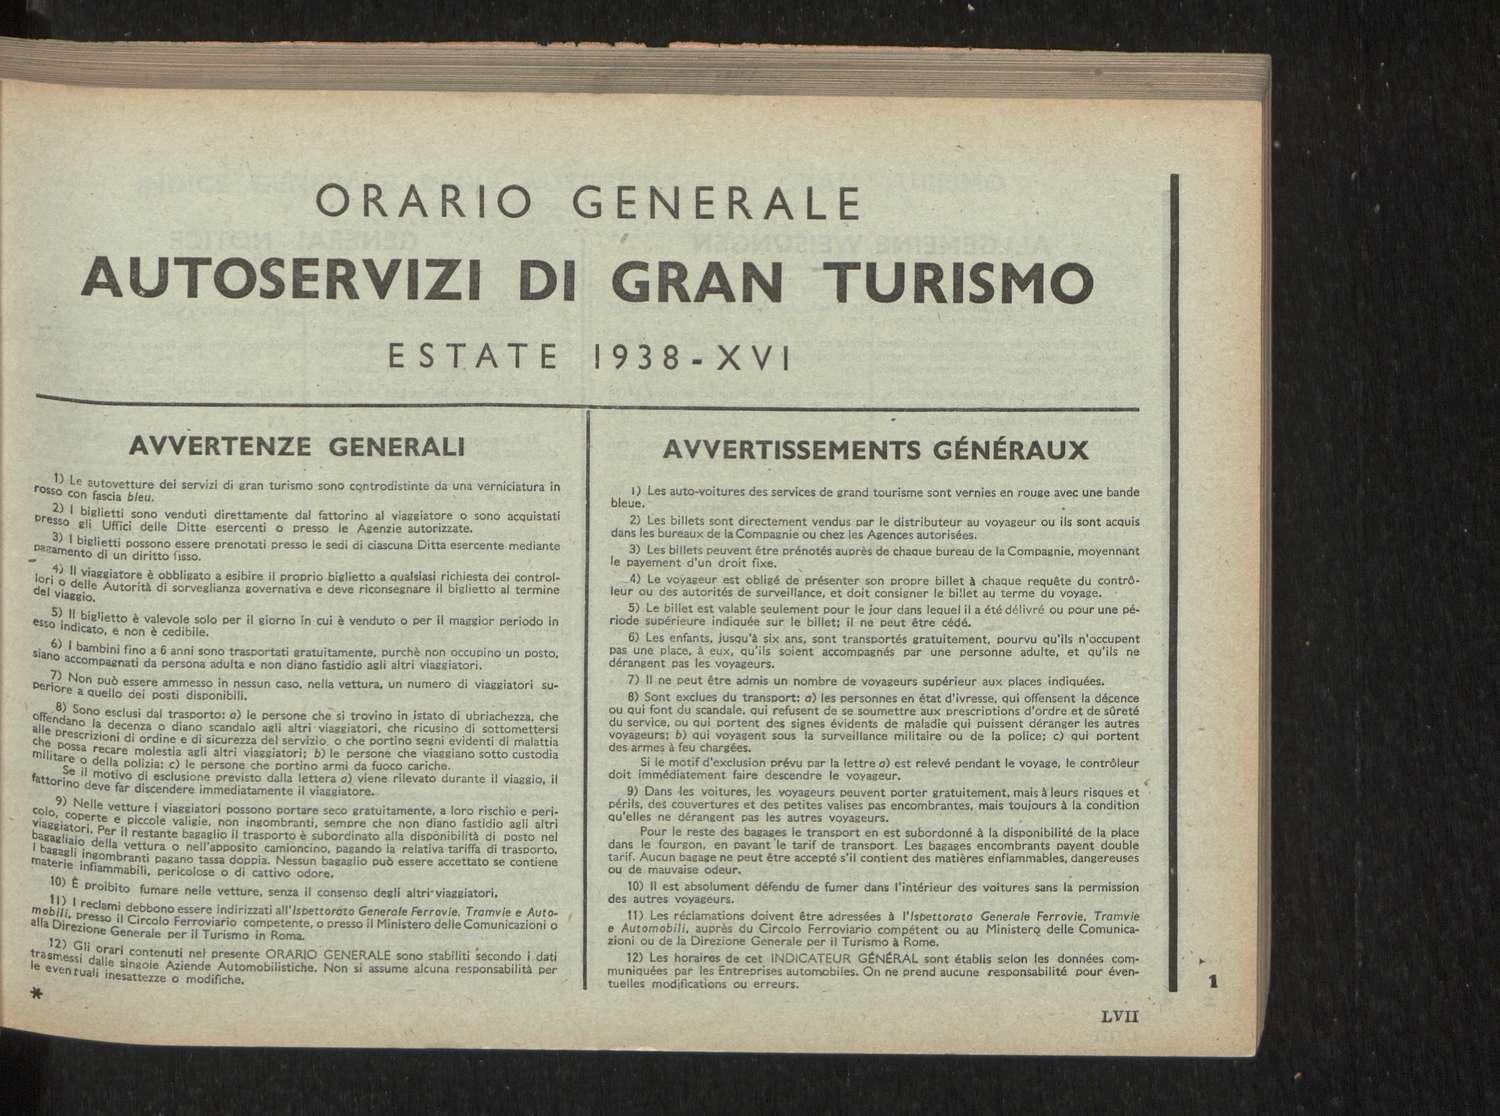 ORARIO GENERALE
AUTOSERVIZI DI GRAN TURISMO
ESTATE 1938-XVI
AVVERTENZE GENERALI
1) Le autovetture dei servizi di gran turismo sono controdistinte da una verniciatura in
rosso con fascia bleu.
2) I biglietti sono venduti direttamente dal fattorino al viaggiatore o sono acquistati
presso gli Uffici delle Ditte esercenti o presso le Agenzie autorizzate.
3) I biglietti possono essere prenotati presso le sedi di ciascuna Ditta esercente mediante
pagamento di un diritto fisso.
4) Il viaggiatore è obbligato a esibire il proprio biglietto a qualsiasi richiesta dei control-
lori o delle Autorità di sorveglianza governativa e deve riconsegnare il biglietto al termine
del viaggio.
5) Il biglietto è valevole solo per il giorno in cui è venduto o per il maggior periodo in
esso indicato, e non è cedibile.
6) I bambini fino a 6 anni sono trasportati gratuitamente, purchè non occupino un posto,
siano accompagnati da persona adulta e non diano fastidio agli altri viaggiatori.
7) Non può essere ammesso in nessun caso, nella vettura, un numero di viaggiatori su-
periore a quello dei posti disponibili.
8) Sono esclusi dal trasporto: a) le persone che si trovino in istato di ubriachezza, che
offendano la decenza o diano scandalo agli altri viaggiatori, che ricusino di sottomettersi
alle prescrizioni di ordine e di sicurezza del servizio o che portino segni evidenti di malattia
che possa recare molestia agli altri viaggiatori; b) le persone che viaggiano sotto custodia
militare o della polizia; c) le persone che portino armi da fuoco cariche.
Se il motivo di esclusione previsto dalla lettera a) viene rilevato durante il viaggio, il
fattorino deve far discendere immediatamente il viaggiatore.
9) Nelle vetture i viaggiatori possono portare seco gratuitamente, a loro rischio e peri-
colo, coperte e piccole valigie, non ingombranti, sempre che non diano fastidio agli altri
viaggiatori. Per il restante bagaglio il trasporto è subordinato alla disponibilità di posto nel
bagagliaio della vettura o nell'apposito camioncino, pagando la relativa tariffa di trasporto.
I bagagli ingombranti pagano tassa doppia. Nessun bagaglio può essere accettato se contiene
materie infiammabili, pericolose o di cattivo odore.
10) È proibito fumare nelle vetture, senza il consenso degli altri viaggiatori.
11) I reclami debbono essere indirizzati all'Ispettorato Generale Ferrovie, Tramvie e Auto-
mobili, presso il Circolo Ferroviario competente, o presso il Ministero delle Comunicazioni o
alla Direzione Generale per il Turismo in Roma.
12) Gli orari contenuti nel presente ORARIO GENERALE sono stabiliti secondo i dati
trasmessi dalle singole Aziende Automobilistiche. Non si assume alcuna responsabilità per
le eventuali inesattezze o modifiche.
*
AVVERTISSEMENTS GÉNÉRAUX
1) Les auto-voitures des services de grand tourisme sont vernies en rouge avec une bande
bleue.
2) Les billets sont directement vendus par le distributeur au voyageur ou ils sont acquis
dans les bureaux de la Compagnie ou chez les Agences autorisées.
3) Les billets peuvent être prénotés auprès de chaque bureau de la Compagnie, moyennant
le payement d'un droit fixe.
4) Le voyageur est obligé de présenter son propre billet à chaque requête du contrô-
leur ou des autorités de surveillance, et doit consigner le billet au terme du voyage.
5) Le billet est valable seulement pour le jour dans lequel il a été délivré ou pour une pé-
riode supérieure indiquée sur le billet; il ne peut être cédé.
6) Les enfants, jusqu'à six ans, sont transportés gratuitement, pourvu qu'ils n'occupent
pas une place, à eux, qu'ils soient accompagnés par une personne adulte, et qu'ils ne
dérangent pas les voyageurs.
7) Il ne peut être admis un nombre de voyageurs supérieur aux places indiquées.
8) Sont exclues du transport: a) les personnes en état d'ivresse, qui offensent la décence
ou qui font du scandale, qui refusent de se soumettre aux prescriptions d'ordre et de sûreté
du service, ou qui portent des signes évidents de maladie qui puissent déranger les autres
voyageurs; b) qui voyagent sous la surveillance militaire ou de la police; c) qui portent
des armes à feu chargées.
Si le motif d'exclusion prévu par la lettre a) est relevé pendant le voyage, le contrôleur
doit immédiatement faire descendre le voyageur.
9) Dans les voitures, les voyageurs peuvent porter gratuitement, mais à leurs risques et
périls, des couvertures et des petites valises pas encombrantes, mais toujours à la condition
qu'elles ne dérangent pas les autres voyageurs.
Pour le reste des bagages le transport en est subordonné à la disponibilité de la place
dans le fourgon, en payant le tarif de transport. Les bagages encombrants payent double
tarif. Aucun bagage ne peut être accepté s'il contient des matières enflammables, dangereuses
ou de mauvaise odeur.
10) Il est absolument défendu de fumer dans l'intérieur des voitures sans la permission
des autres voyageurs.
11) Les réclamations doivent être adressées à l'Ispettorato Generale Ferrovie, Tramvie
e Automobili, auprès du Circolo Ferroviario compétent ou au Ministero delle Comunica-
zioni ou de la Direzione Generale per il Turismo à Rome.
12) Les horaires de cet INDICATEUR GÉNÉRAL sont établis selon les données com-
muniquées par les Entreprises automobiles. On ne prend aucune responsabilité pour éven-
tuelles modifications ou erreurs.
1
LVII